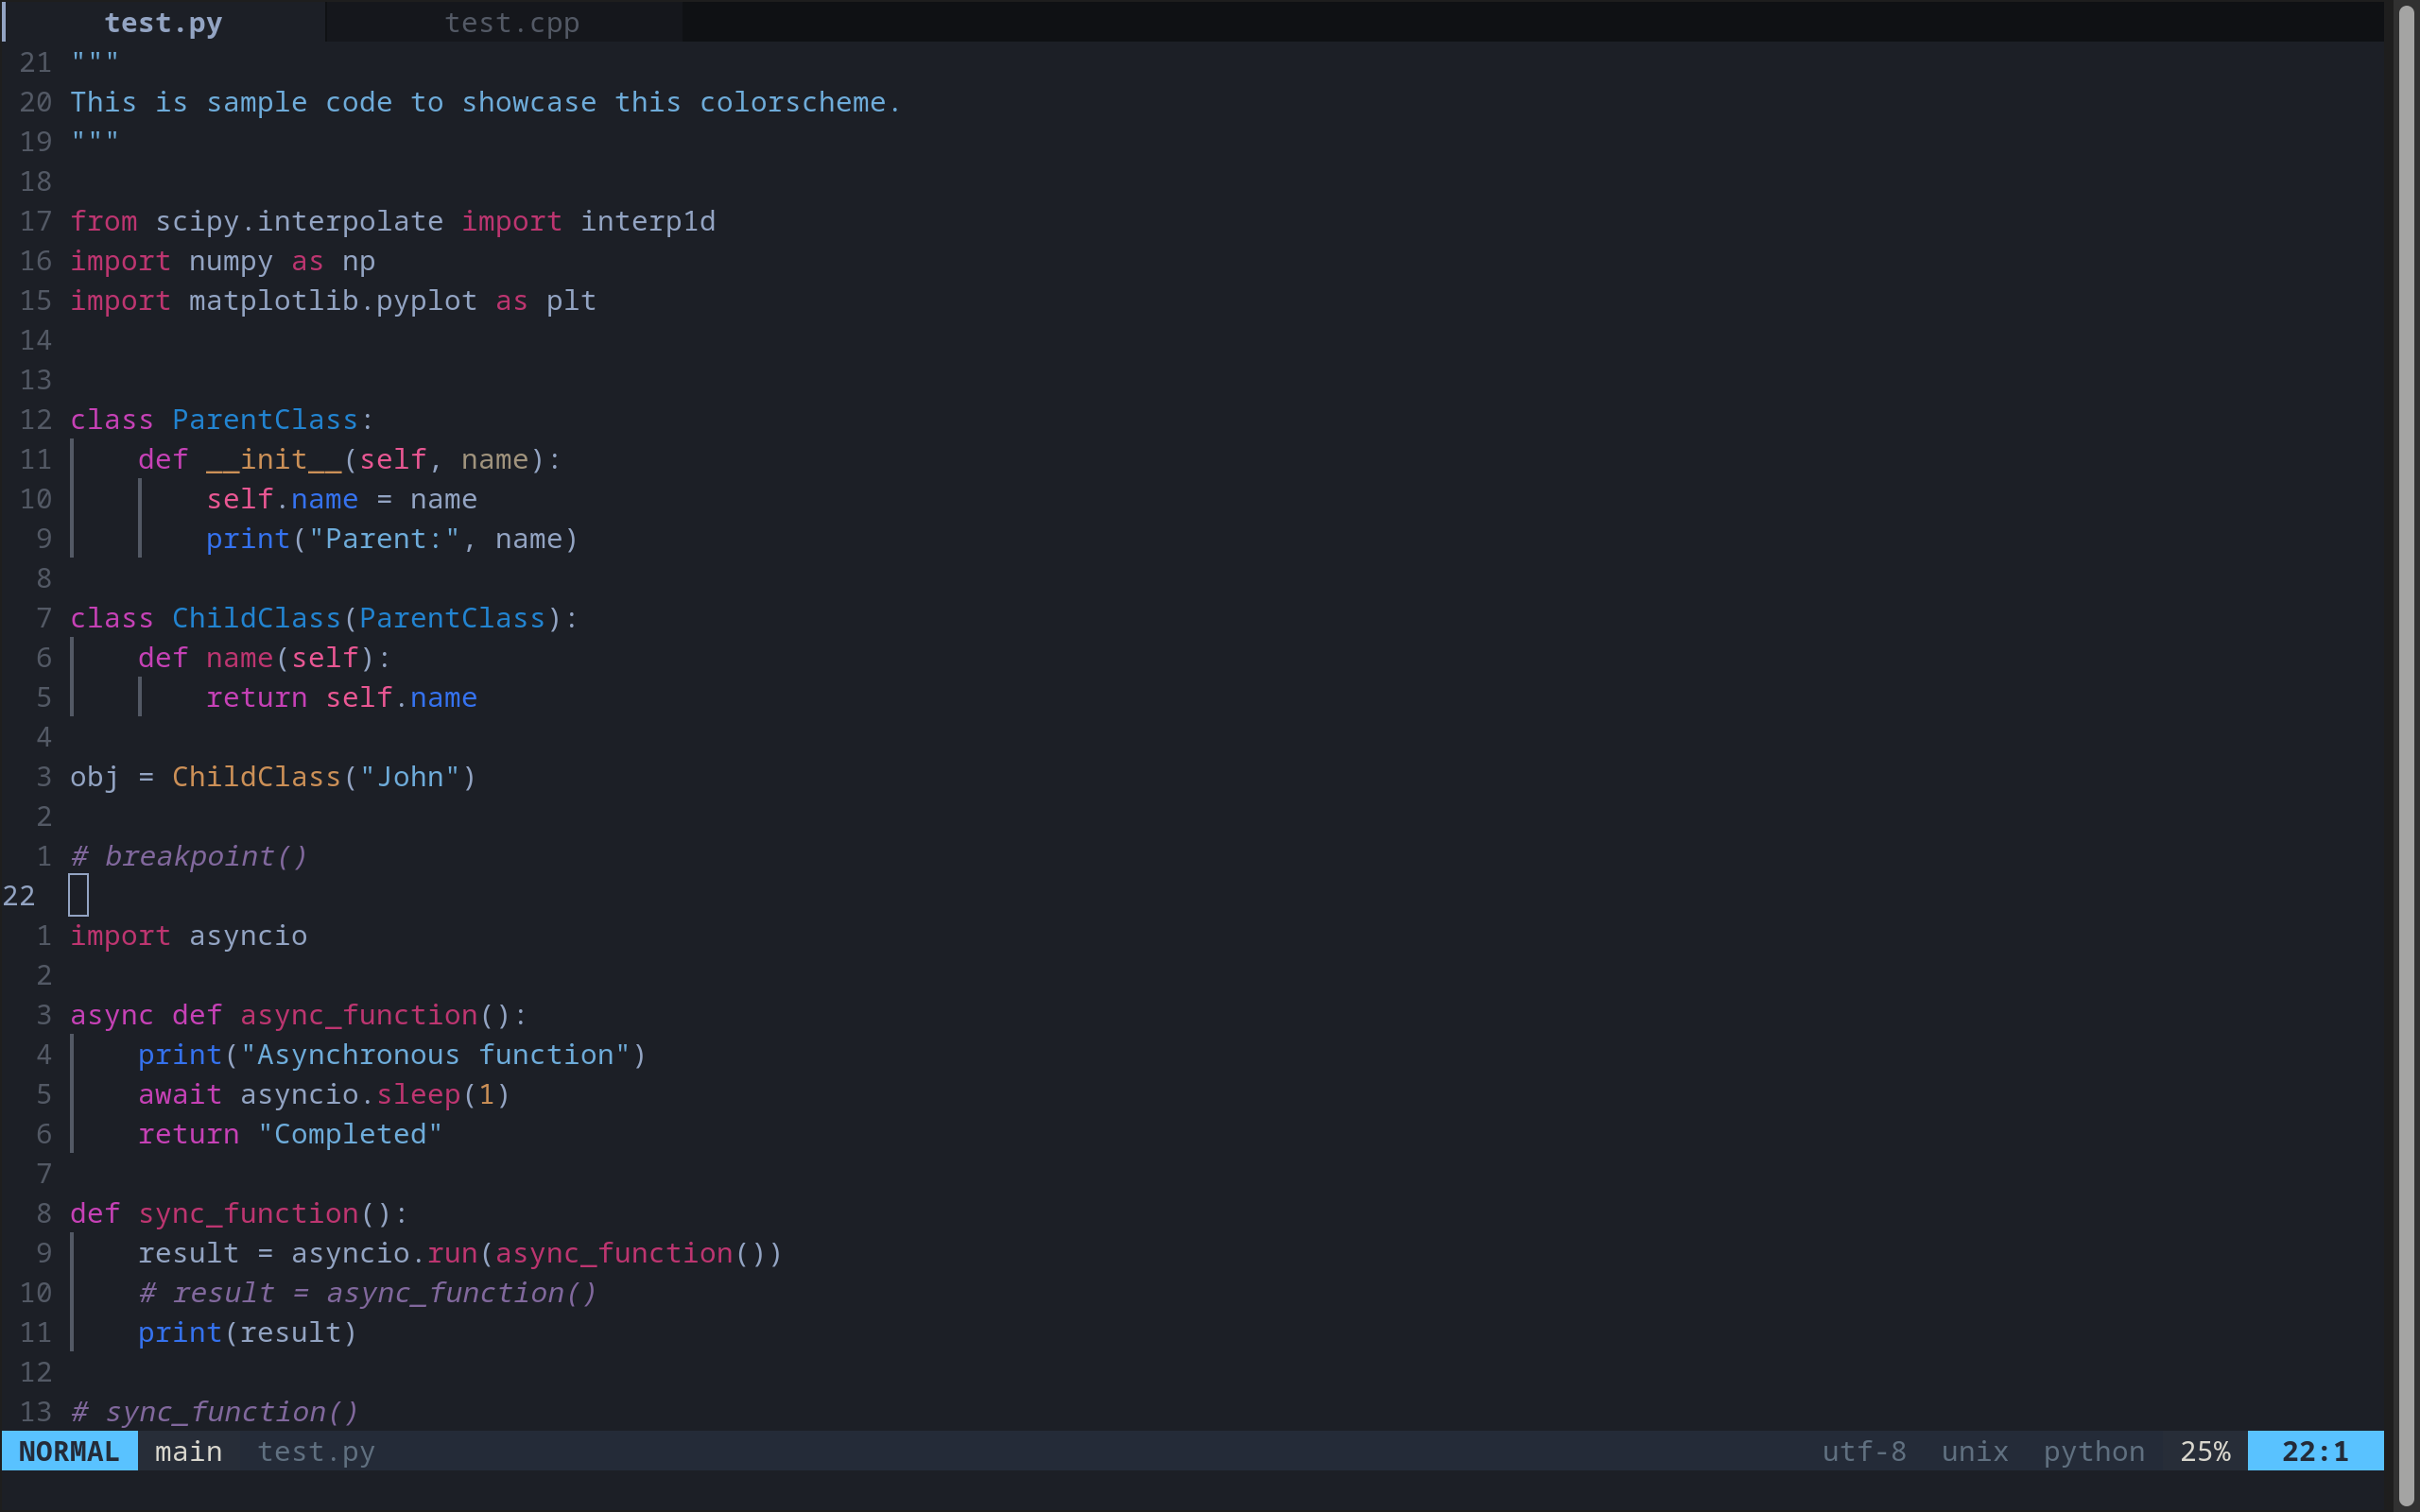 test.py test.cpp
21 """
20 This is sample code to showcase this colorscheme.
19 """
18
17 from scipy.interpolate import interp1d
16 import numpy as np
15 import matplotlib.pyplot as plt
14
13
12 class ParentClass:
11     def __init__(self, name):
10         self.name = name
9         print("Parent:", name)
8
7 class ChildClass(ParentClass):
6     def name(self):
5         return self.name
4
3 obj = ChildClass("John")
2
1 # breakpoint()
22
1 import asyncio
2
3 async def async_function():
4     print("Asynchronous function")
5     await asyncio.sleep(1)
6     return "Completed"
7
8 def sync_function():
9     result = asyncio.run(async_function())
10     # result = async_function()
11     print(result)
12
13 # sync_function()
NORMAL main test.py utf-8 unix python 25% 22:1